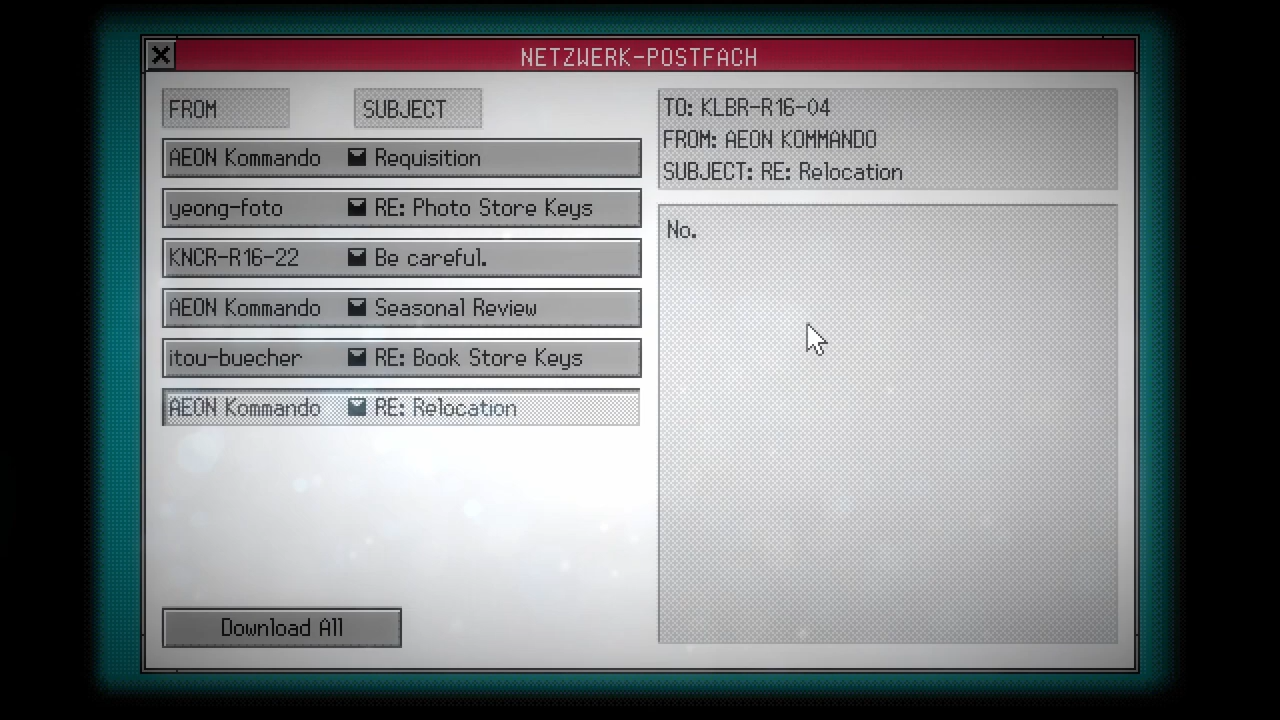 NETZWERK-POSTFACH
FROM SUBJECT
AEON Kommando Requisition
yeong-foto RE: Photo Store Keys
KNCR-R16-22 Be careful.
AEON Kommando Seasonal Review
itou-buecher RE: Book Store Keys
AEON Kommando RE: Relocation
Download All
TO: KLBR-R16-04
FROM: AEON KOMMANDO
SUBJECT: RE: Relocation
No.